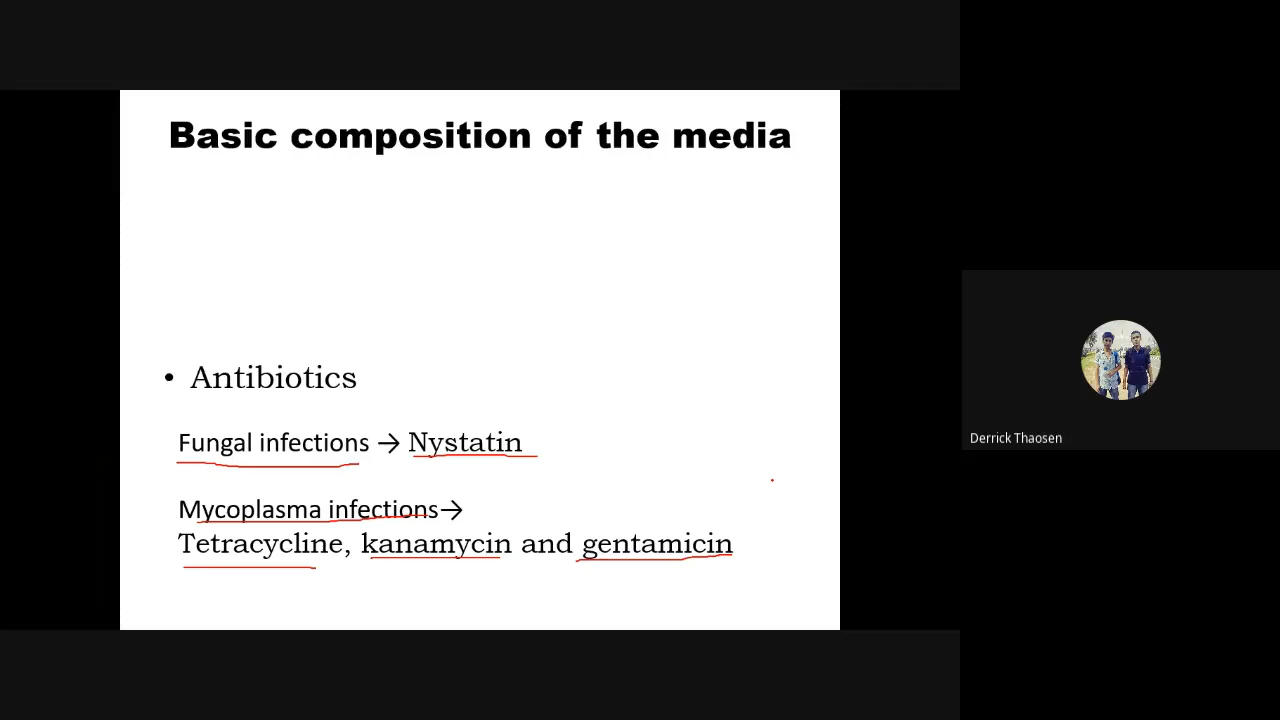 Basic composition of the media
• Antibiotics
Fungal infections → Nystatin
Mycoplasma infections→
Tetracycline, kanamycin and gentamicin
Derrick Thaosen